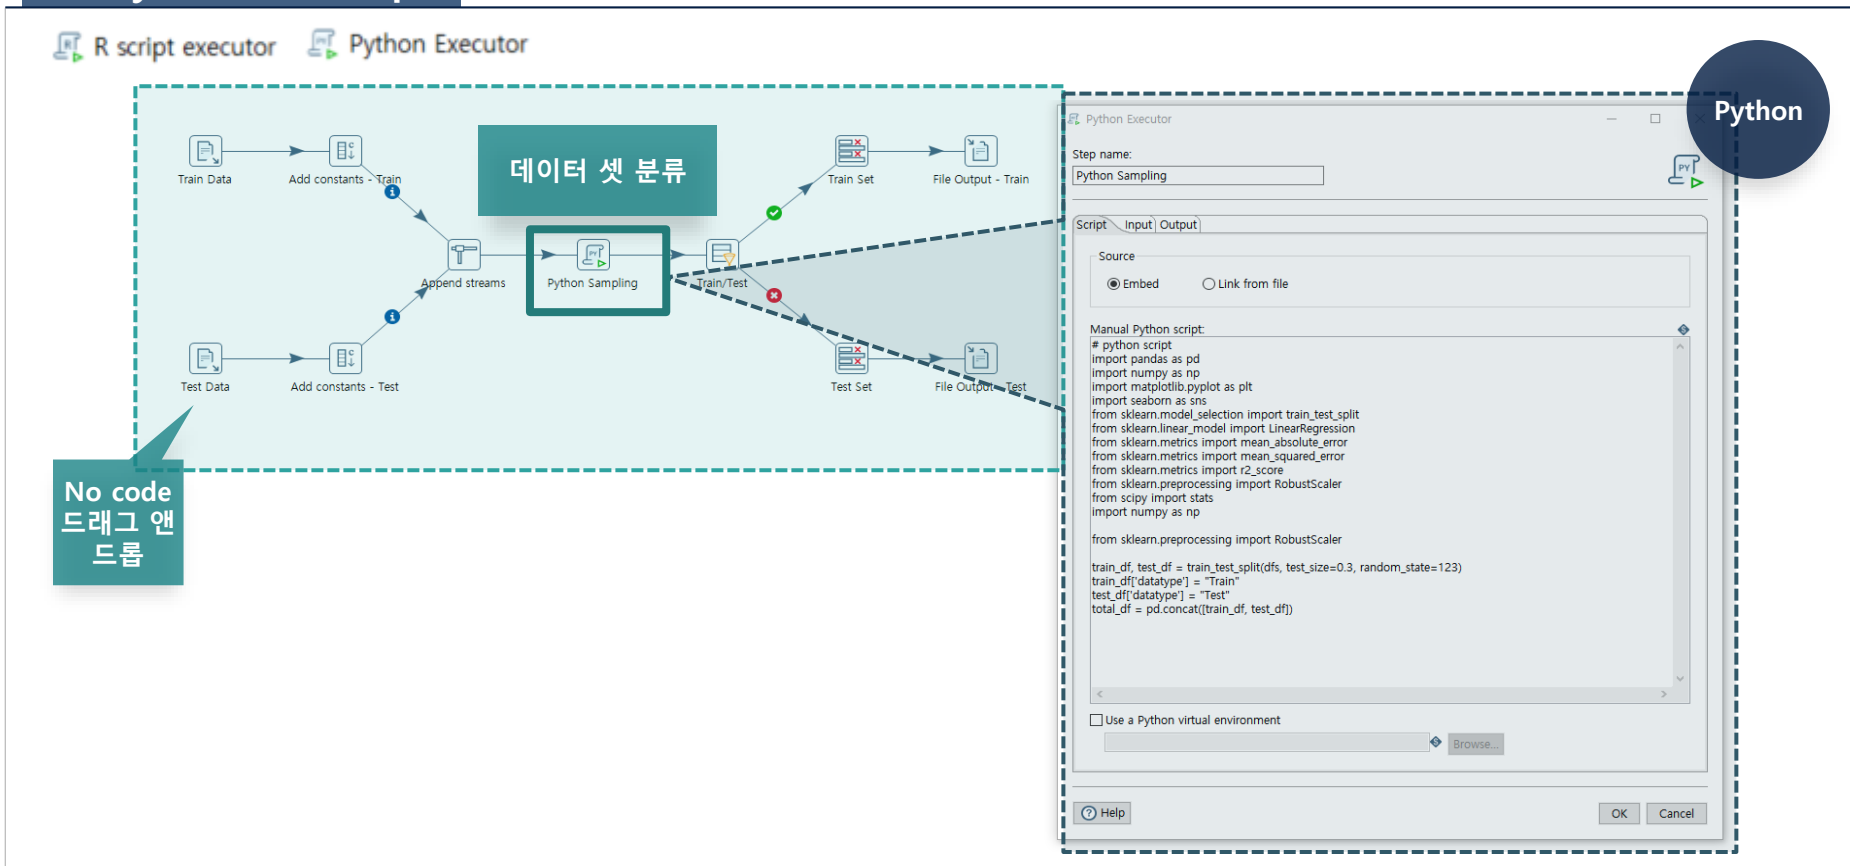 R script executor
Python Executor
Python
데이터 셋 분류
Train Data
Add constants - Train
Train Set
File Output - Train
Append streams
Python Sampling
Train/Test
Test Data
Add constants - Test
Test Set
File Output - Test
No code
드래그 앤
드롭
Python Executor
Step name:
Python Sampling
Script
Input
Output
Source
Embed
Link from file
Manual Python script:
# python script
import pandas as pd
import numpy as np
import matplotlib.pyplot as plt
import seaborn as sns
from sklearn.model_selection import train_test_split
from sklearn.linear_model import LinearRegression
from sklearn.metrics import mean_absolute_error
from sklearn.metrics import mean_squared_error
from sklearn.metrics import r2_score
from sklearn.preprocessing import RobustScaler
from scipy import stats
import numpy as np
from sklearn.preprocessing import RobustScaler
train_df, test_df = train_test_split(dfs, test_size=0.3, random_state=123)
train_df['datatype'] = "Train"
test_df['datatype'] = "Test"
total_df = pd.concat([train_df, test_df])
Use a Python virtual environment
Browse...
Help
OK
Cancel